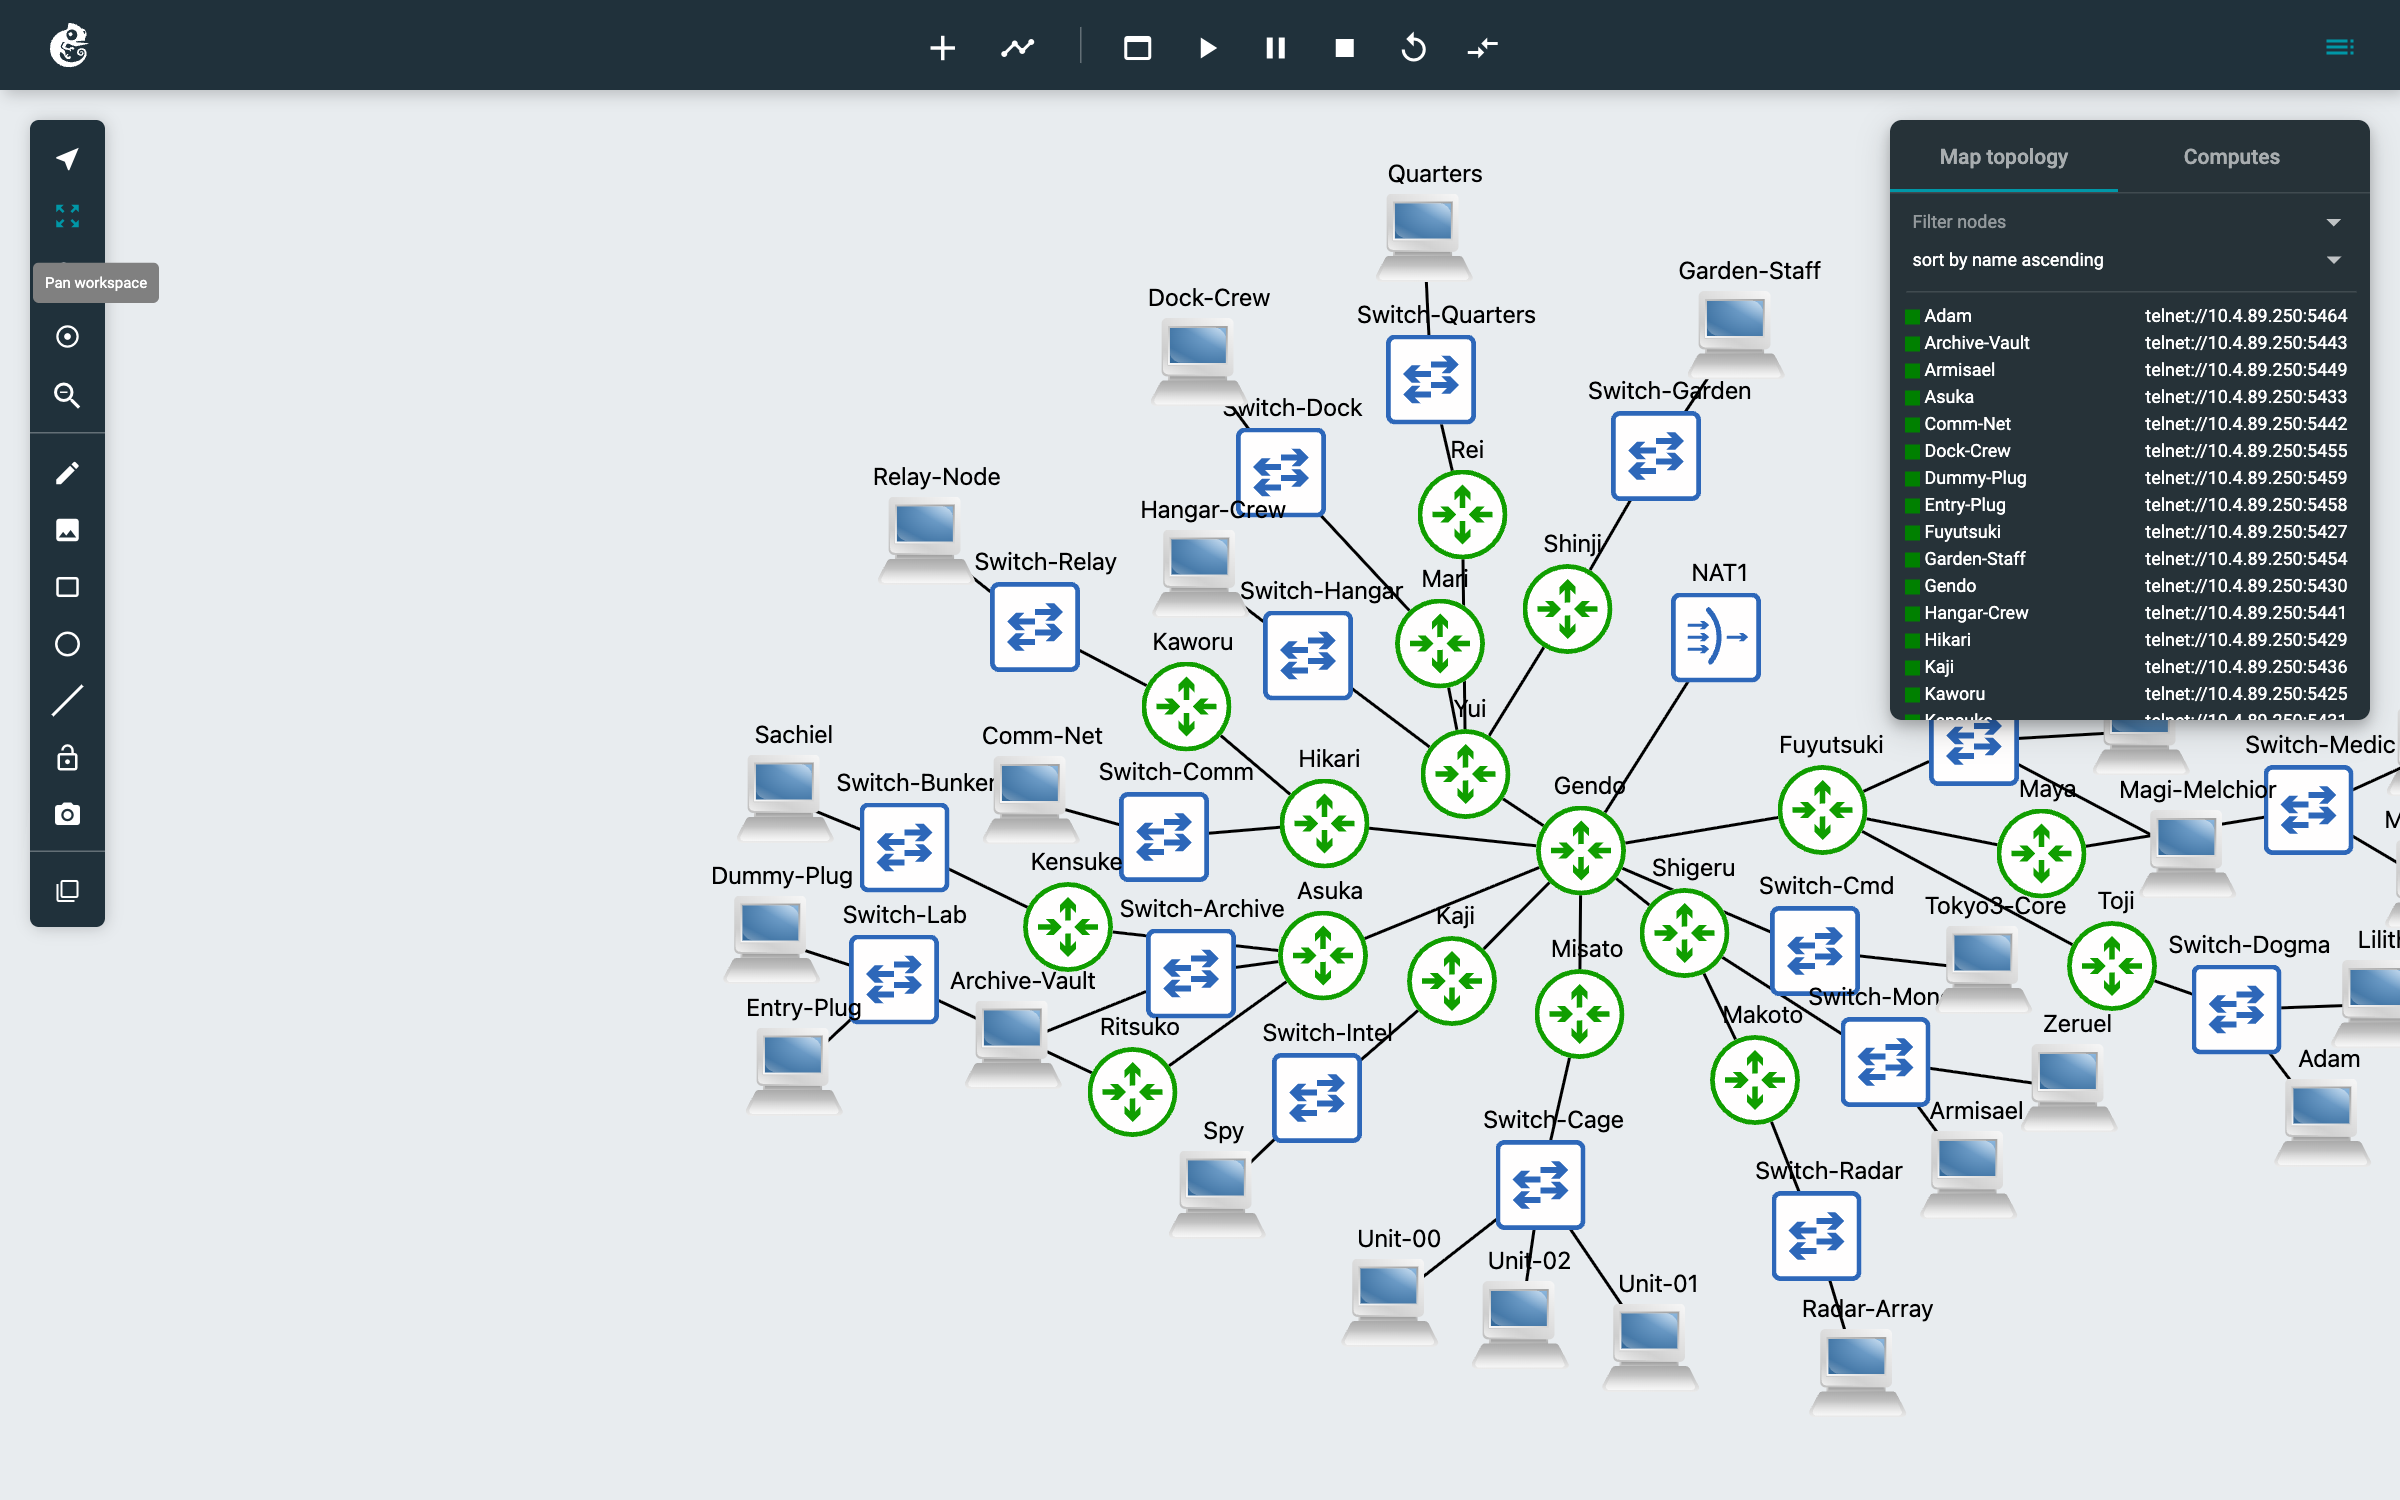 Pan workspace
Map topology
Computes
Filter nodes
sort by name ascending
Adam telnet://10.4.89.250:5464
Archive-Vault telnet://10.4.89.250:5443
Armisael telnet://10.4.89.250:5449
Asuka telnet://10.4.89.250:5433
Comm-Net telnet://10.4.89.250:5442
Dock-Crew telnet://10.4.89.250:5455
Dummy-Plug telnet://10.4.89.250:5459
Entry-Plug telnet://10.4.89.250:5458
Fuyutsuki telnet://10.4.89.250:5427
Garden-Staff telnet://10.4.89.250:5454
Gendo telnet://10.4.89.250:5430
Hangar-Crew telnet://10.4.89.250:5441
Hikari telnet://10.4.89.250:5429
Kaji telnet://10.4.89.250:5436
Kaworu telnet://10.4.89.250:5425
Kensuke telnet://10.4.89.250:5431
Quarters
Garden-Staff
Dock-Crew
Switch-Quarters
Switch-Garden
Switch-Dock
Rei
Relay-Node
Hangar-Crew
Shinji
Switch-Relay
NAT1
Mari
Switch-Hangar
Kaworu
Yui
Sachiel
Comm-Net
Fuyutsuki
Switch-Medic
Hikari
Switch-Comm
Switch-Bunker
Gendo
Maya
Magi-Melchior
Kensuke
Shigeru
Dummy-Plug
Switch-Cmd
Asuka
Toji
Tokyo3-Core
Switch-Archive
Switch-Lab
Kaji
Switch-Dogma
Misato
Archive-Vault
Switch-Mon
Entry-Plug
Makoto
Zeruel
Ritsuko
Switch-Intel
Adam
Armisael
Switch-Cage
Spy
Switch-Radar
Unit-00
Unit-02
Unit-01
Radar-Array